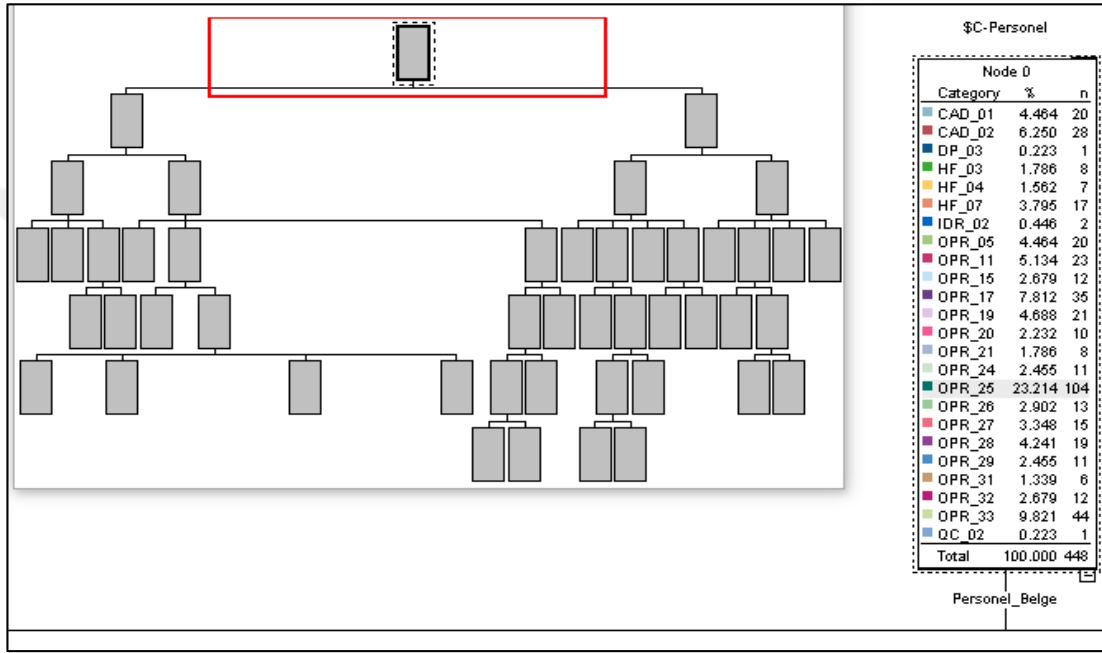 $C-Personel
Node 0
Category % n
CAD_01 4.464 20
CAD_02 6.250 28
DP_03 0.223 1
HF_03 1.786 8
HF_04 1.562 7
HF_07 3.795 17
IDR_02 0.446 2
OPR_05 4.464 20
OPR_11 5.134 23
OPR_15 2.679 12
OPR_17 7.812 35
OPR_19 4.688 21
OPR_20 2.232 10
OPR_21 1.786 8
OPR_24 2.455 11
OPR_25 23.214 104
OPR_26 2.902 13
OPR_27 3.348 15
OPR_28 4.241 19
OPR_29 2.455 11
OPR_31 1.339 6
OPR_32 2.679 12
OPR_33 9.821 44
QC_02 0.223 1
Total 100.000 448
Personel_Belge